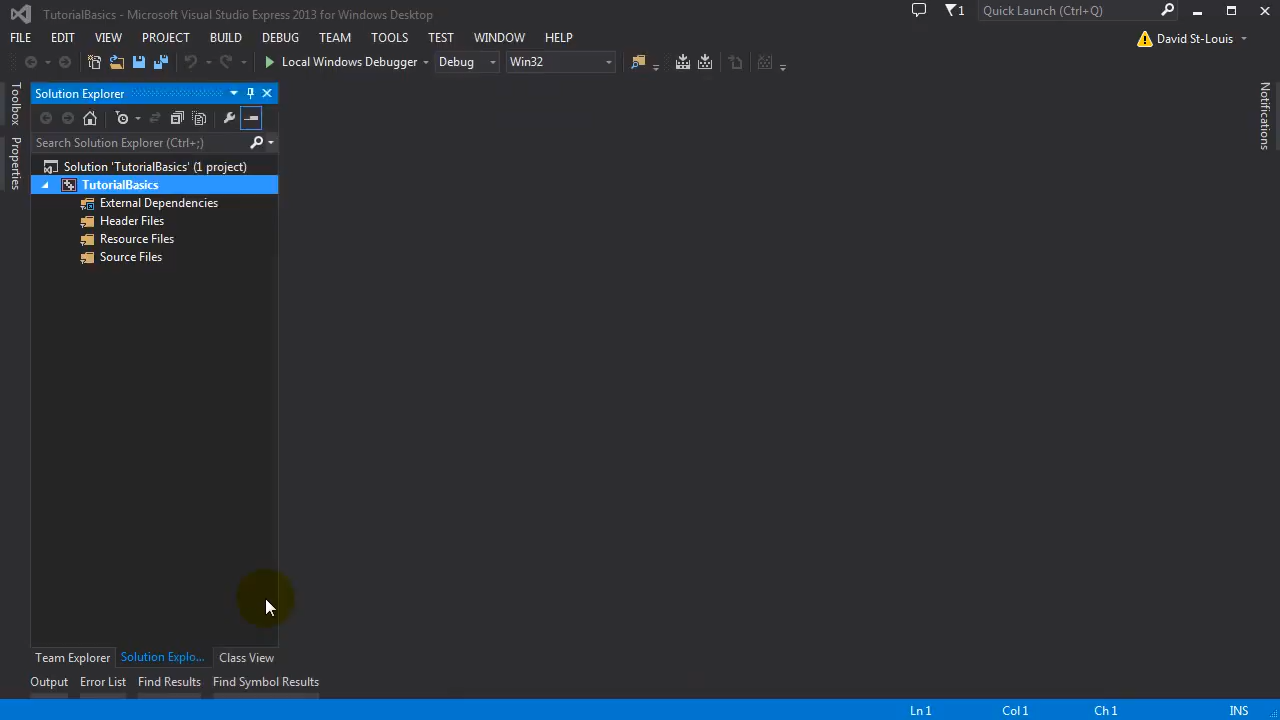 TutorialBasics - Microsoft Visual Studio Express 2013 for Windows Desktop
1
Quick Launch (Ctrl+Q)
FILE EDIT VIEW PROJECT BUILD DEBUG TEAM TOOLS TEST WINDOW HELP
David St-Louis
Local Windows Debugger Debug Win32
Toolbox
Properties
Solution Explorer
Search Solution Explorer (Ctrl+;)
Solution 'TutorialBasics' (1 project)
TutorialBasics
External Dependencies
Header Files
Resource Files
Source Files
Notifications
Team Explorer Solution Explo... Class View
Output Error List Find Results Find Symbol Results
Ln 1 Col 1 Ch 1 INS